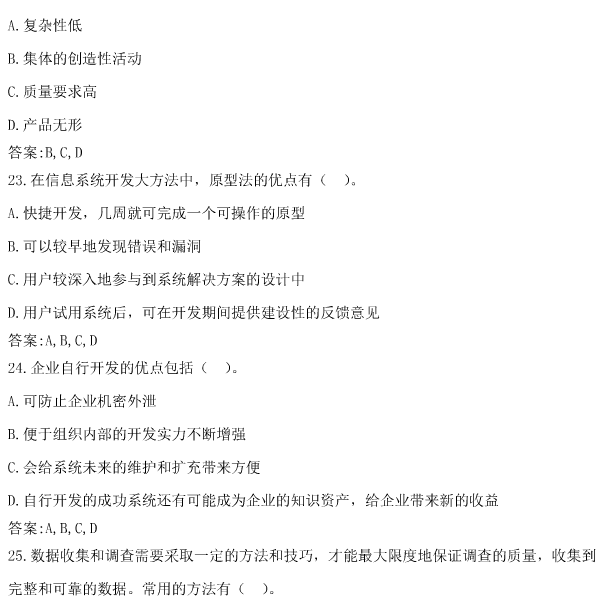 A.复杂性低
B.集体的创造性活动
C.质量要求高
D.产品无形
答案:B,C,D
23.在信息系统开发大方法中，原型法的优点有（　）。
A.快捷开发，几周就可完成一个可操作的原型
B.可以较早地发现错误和漏洞
C.用户较深入地参与到系统解决方案的设计中
D.用户试用系统后，可在开发期间提供建设性的反馈意见
答案:A,B,C,D
24.企业自行开发的优点包括（　）。
A.可防止企业机密外泄
B.便于组织内部的开发实力不断增强
C.会给系统未来的维护和扩充带来方便
D.自行开发的成功系统还有可能成为企业的知识资产，给企业带来新的收益
答案:A,B,C,D
25.数据收集和调查需要采取一定的方法和技巧，才能最大限度地保证调查的质量，收集到
完整和可靠的数据。常用的方法有（　）。